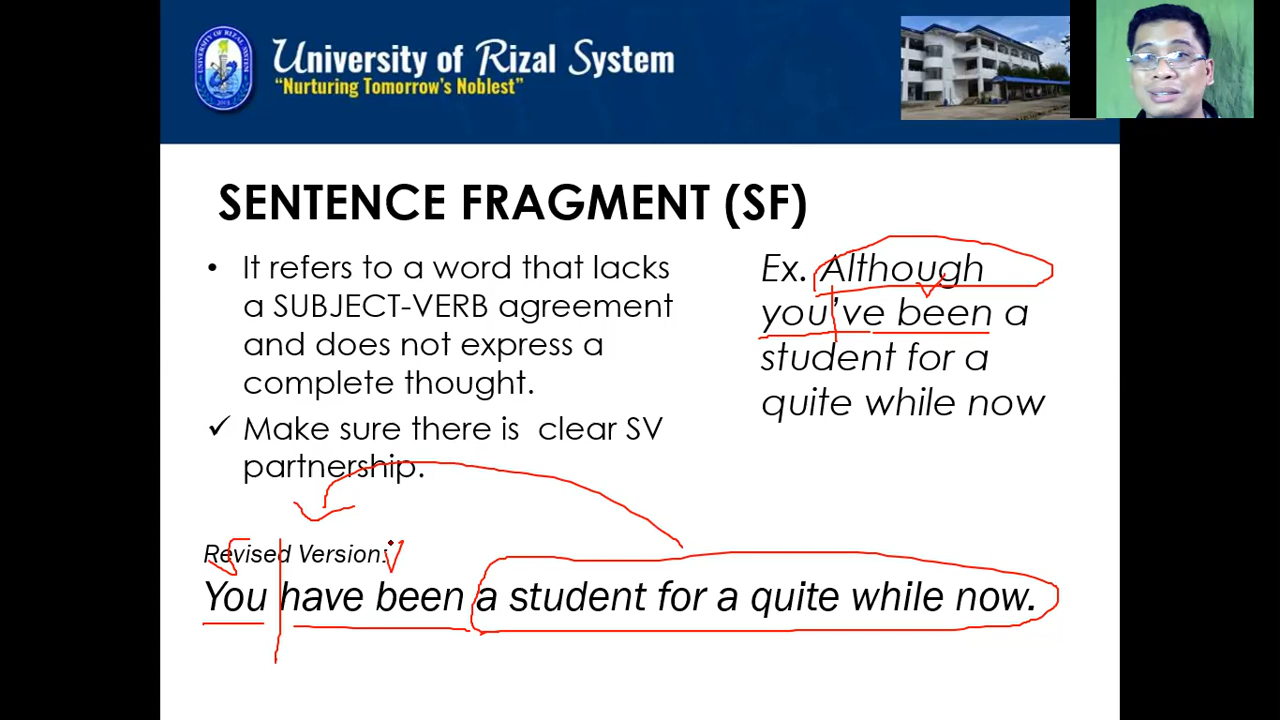 University of Rizal System
"Nurturing Tomorrow's Noblest"
SENTENCE FRAGMENT (SF)
• It refers to a word that lacks
a SUBJECT-VERB agreement
and does not express a
complete thought.
✓ Make sure there is clear SV
partnership.
Ex. Although
you've been a
student for a
quite while now
Revised Version:
You have been a student for a quite while now.